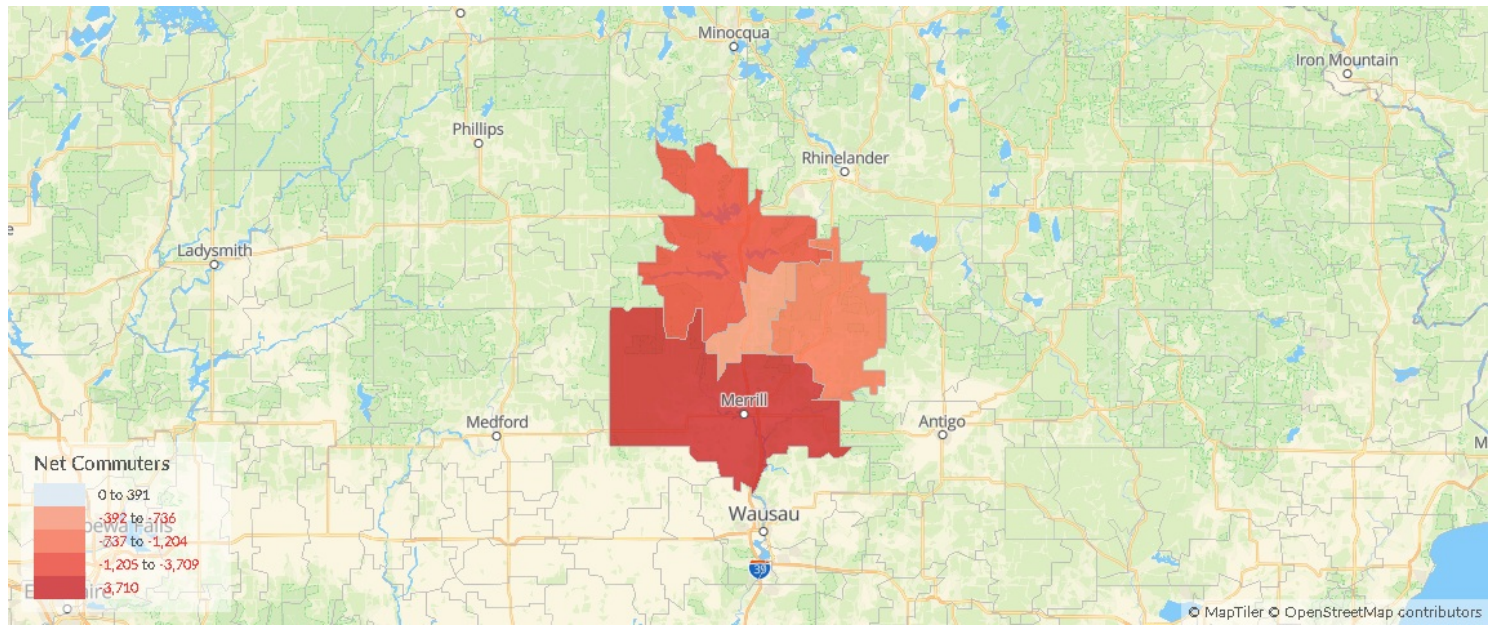 Minocqua
Iron Mountain
Phillips
Rhinelander
Ladysmith
Merrill
Medford
Antigo
Net Commuters
0 to 391
-392 to -736
-737 to -1,204
-1,205 to -3,709
-3,710
Wausau
39
© MapTiler © OpenStreetMap contributors